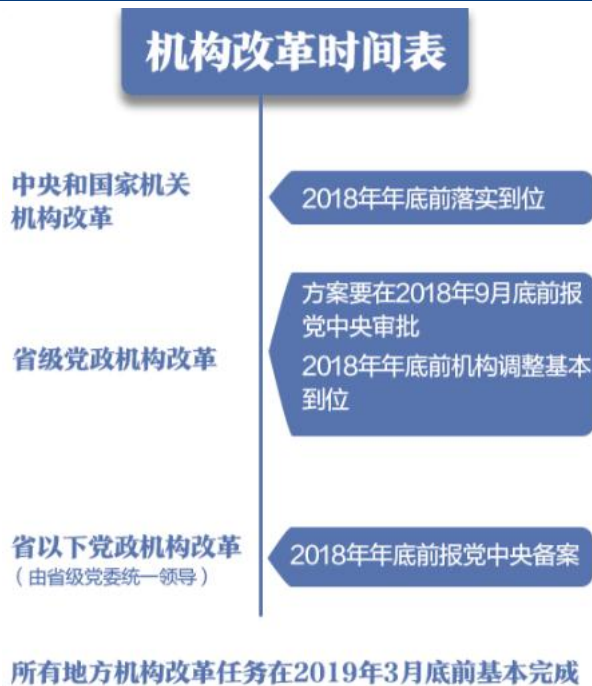 机构改革时间表
中央和国家机关
机构改革
2018年年底前落实到位
省级党政机构改革
方案要在2018年9月底前报
党中央审批
2018年年底前机构调整基本
到位
省以下党政机构改革
（由省级党委统一领导）
2018年年底前报党中央备案
所有地方机构改革任务在2019年3月底前基本完成